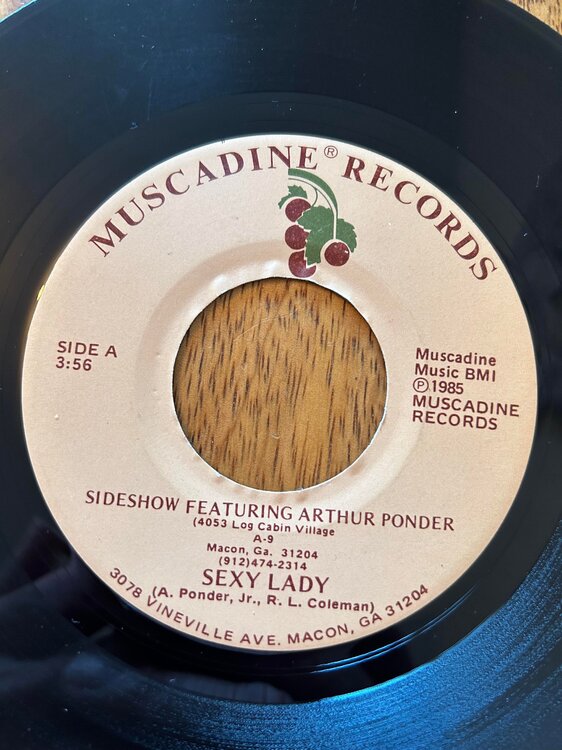 MUSCADINE® RECORDS
SIDE A
3:56
Muscadine
Music BMI
Ⓟ1985
MUSCADINE
RECORDS
SIDESHOW FEATURING ARTHUR PONDER
(4053 Log Cabin Village
A-9
Macon, Ga. 31204
(912)474-2314
SEXY LADY
(A. Ponder, Jr., R. L. Coleman)
3078 VINEVILLE AVE. MACON, GA 31204